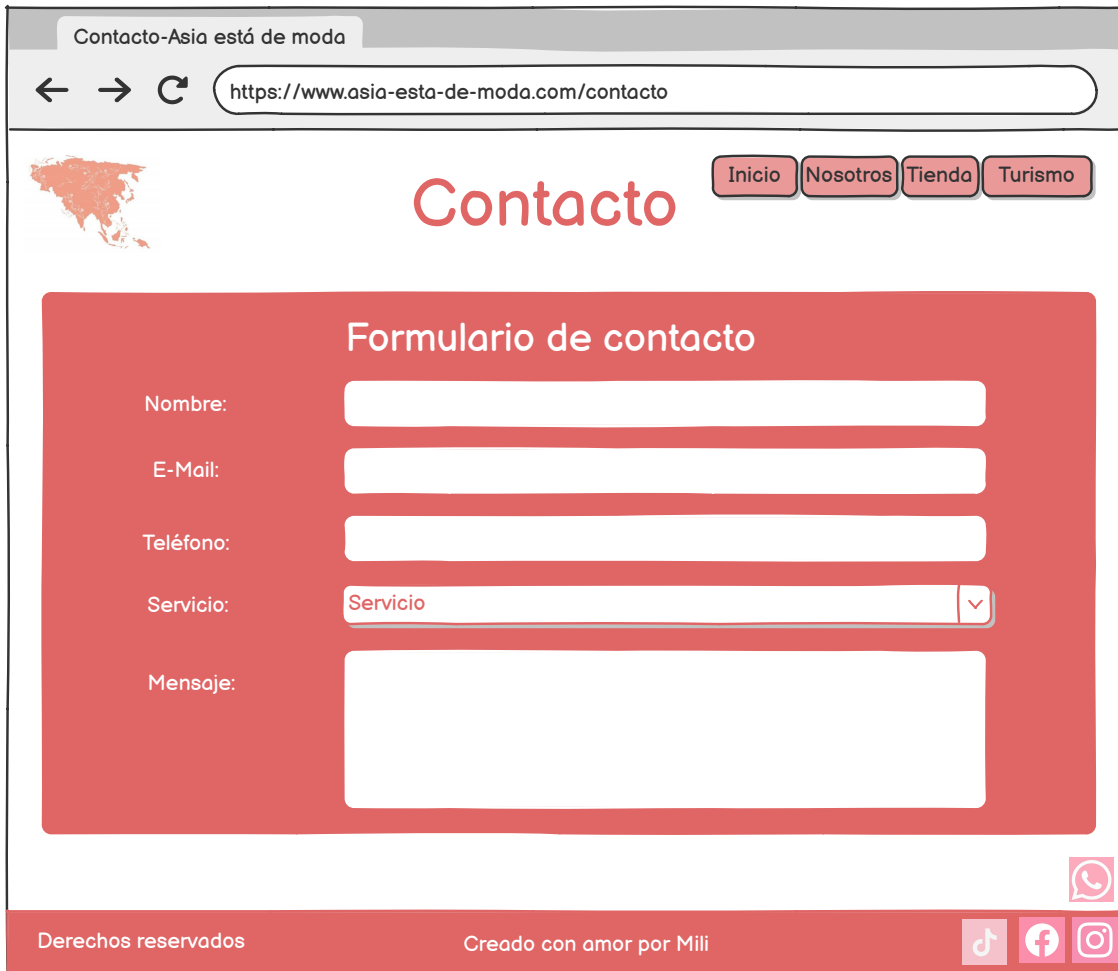 Contacto-Asia está de moda
https://www.asia-esta-de-moda.com/contacto
Inicio Nosotros Tienda Turismo
Contacto
Formulario de contacto
Nombre:
E-Mail:
Teléfono:
Servicio: Servicio
Mensaje:
Derechos reservados Creado con amor por Mili